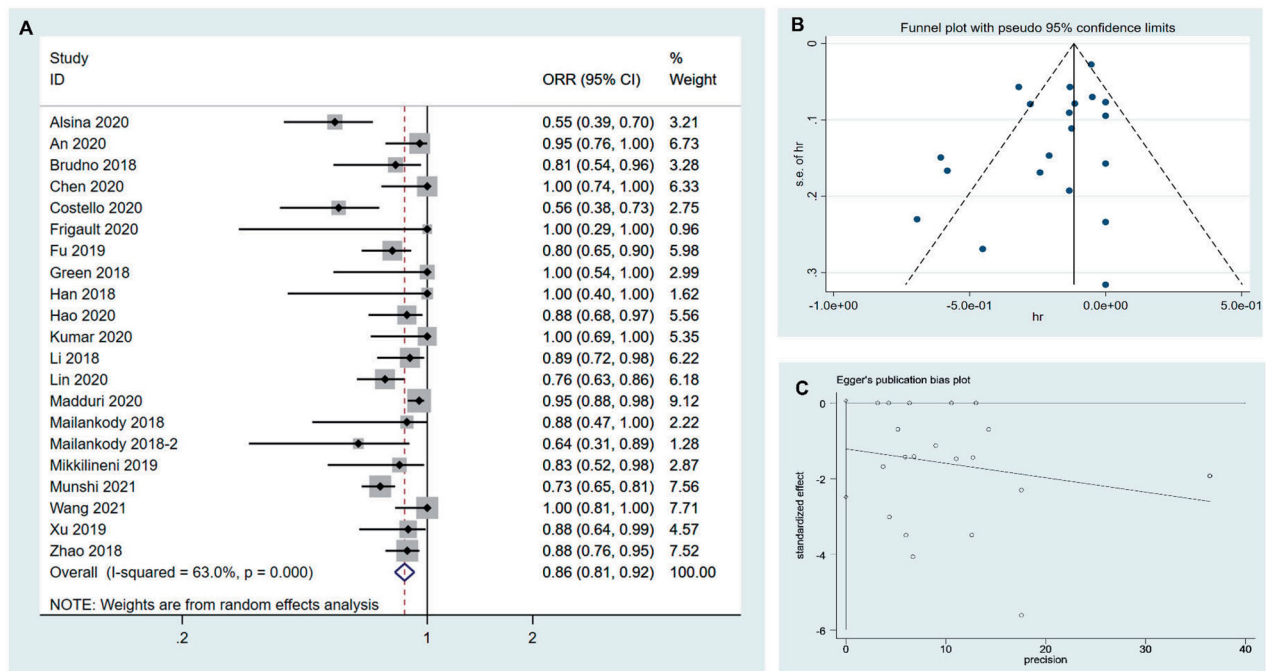 A
Study %
ID ORR (95% CI) Weight
Alsina 2020 0.55 (0.39, 0.70) 3.21
An 2020 0.95 (0.76, 1.00) 6.73
Brudno 2018 0.81 (0.54, 0.96) 3.28
Chen 2020 1.00 (0.74, 1.00) 6.33
Costello 2020 0.56 (0.38, 0.73) 2.75
Frigault 2020 1.00 (0.29, 1.00) 0.96
Fu 2019 0.80 (0.65, 0.90) 5.98
Green 2018 1.00 (0.54, 1.00) 2.99
Han 2018 1.00 (0.40, 1.00) 1.62
Hao 2020 0.88 (0.68, 0.97) 5.56
Kumar 2020 1.00 (0.69, 1.00) 5.35
Li 2018 0.89 (0.72, 0.98) 6.22
Lin 2020 0.76 (0.63, 0.86) 6.18
Madduri 2020 0.95 (0.88, 0.98) 9.12
Mailankody 2018 0.88 (0.47, 1.00) 2.22
Mailankody 2018-2 0.64 (0.31, 0.89) 1.28
Mikkilineni 2019 0.83 (0.52, 0.98) 2.87
Munshi 2021 0.73 (0.65, 0.81) 7.56
Wang 2021 1.00 (0.81, 1.00) 7.71
Xu 2019 0.88 (0.64, 0.99) 4.57
Zhao 2018 0.88 (0.76, 0.95) 7.52
Overall (I-squared = 63.0%, p = 0.000) 0.86 (0.81, 0.92) 100.00
NOTE: Weights are from random effects analysis
.2 1 2
B
Funnel plot with pseudo 95% confidence limits
0
.1
.2
.3
s.e. of hr
-1.0e+00 -5.0e-01 0.0e+00 5.0e-01
hr
C
Egger's publication bias plot
0
-2
-4
-6
standardized effect
0 10 20 30 40
precision